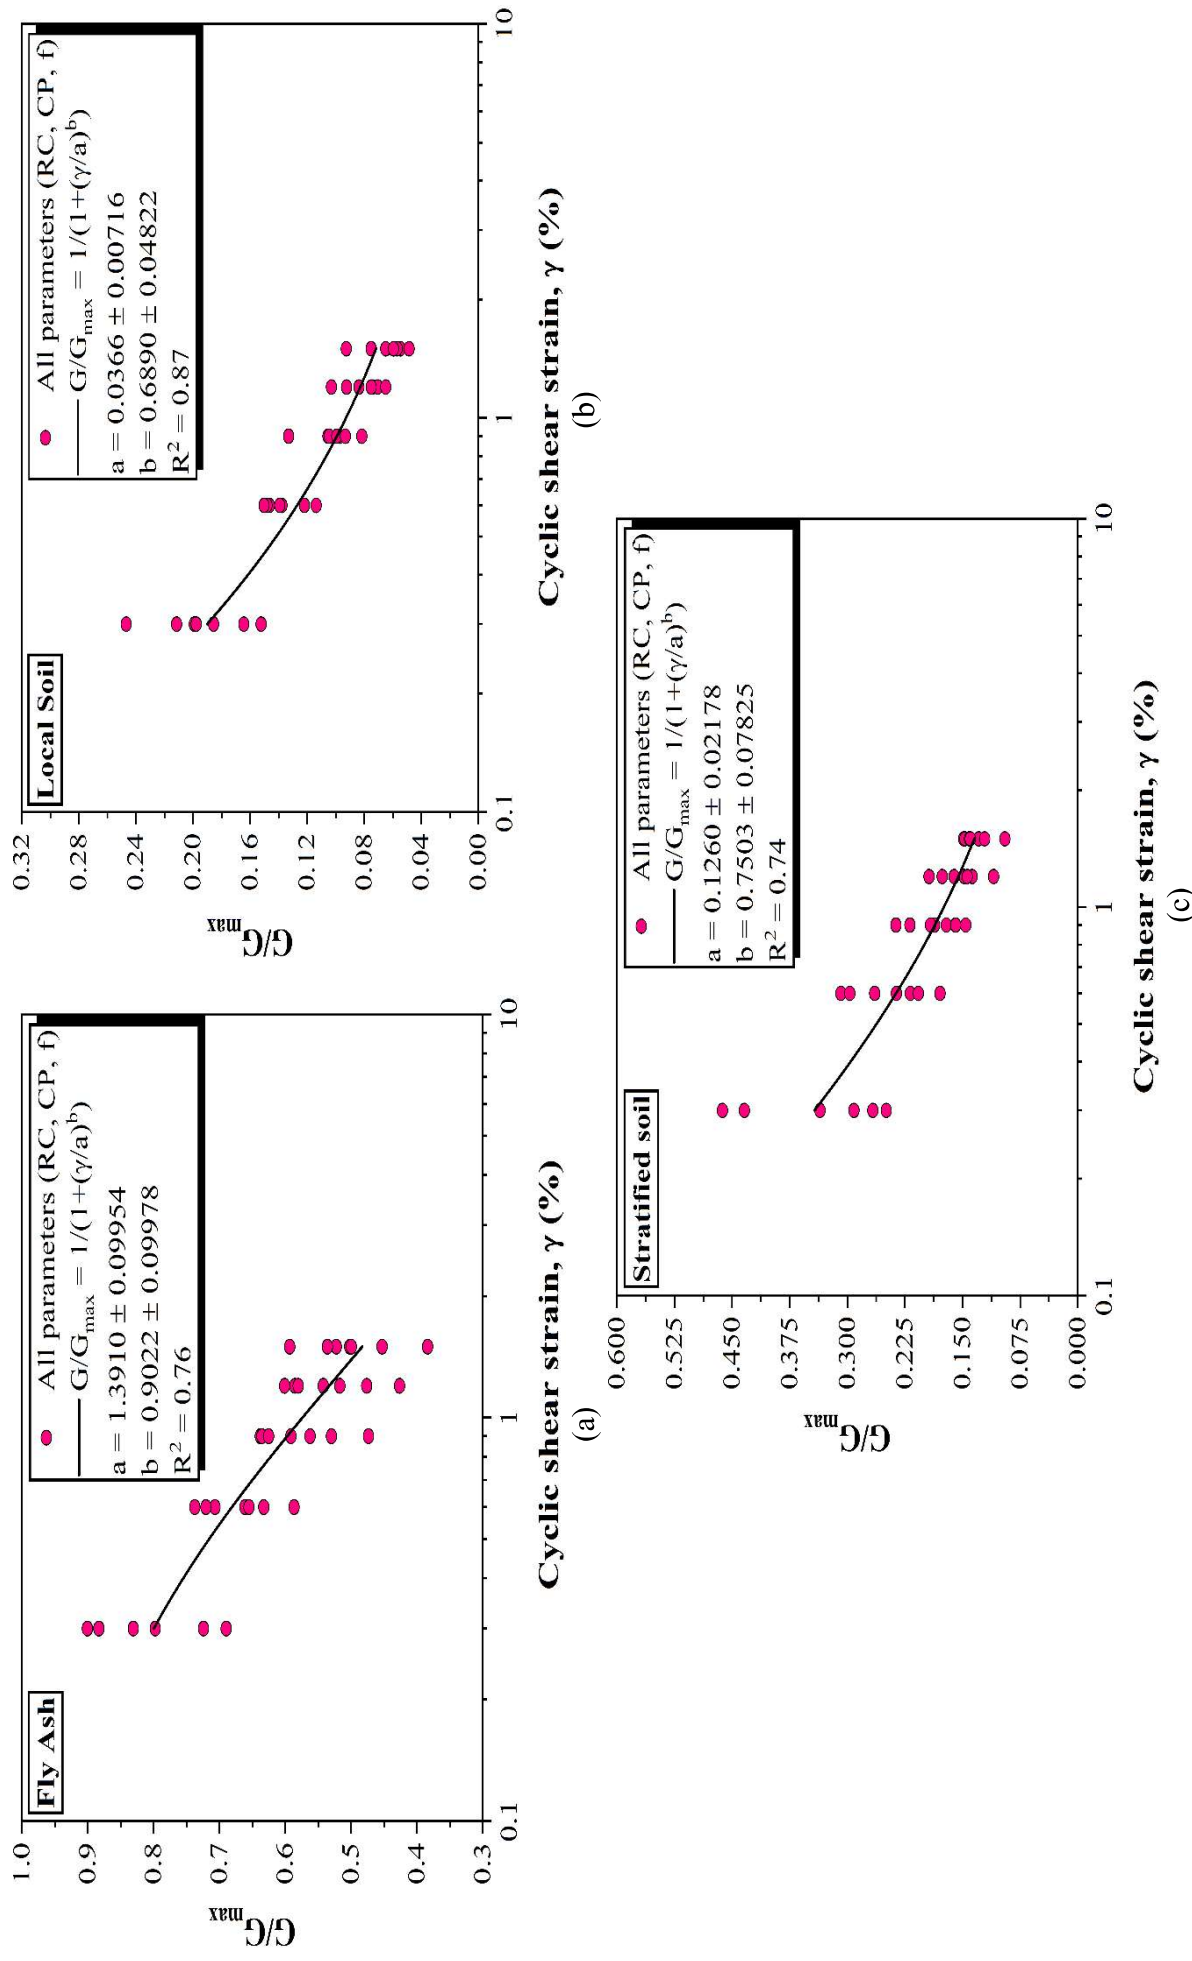 Fly Ash
All parameters (RC, CP, f)
G/Gmax = 1/(1+(γ/a)^b)
a = 1.3910 ± 0.09954
b = 0.9022 ± 0.09978
R² = 0.76
G/Gmax
1.0
0.9
0.8
0.7
0.6
0.5
0.4
0.3
0.1 1 10
Cyclic shear strain, γ (%)
(a)
Local Soil
All parameters (RC, CP, f)
G/Gmax = 1/(1+(γ/a)^b)
a = 0.0366 ± 0.00716
b = 0.6890 ± 0.04822
R² = 0.87
G/Gmax
0.32
0.28
0.24
0.20
0.16
0.12
0.08
0.04
0.00
0.1 1 10
Cyclic shear strain, γ (%)
(b)
Stratified soil
All parameters (RC, CP, f)
G/Gmax = 1/(1+(γ/a)^b)
a = 0.1260 ± 0.02178
b = 0.7503 ± 0.07825
R² = 0.74
G/Gmax
0.600
0.525
0.450
0.375
0.300
0.225
0.150
0.075
0.000
0.1 1 10
Cyclic shear strain, γ (%)
(c)